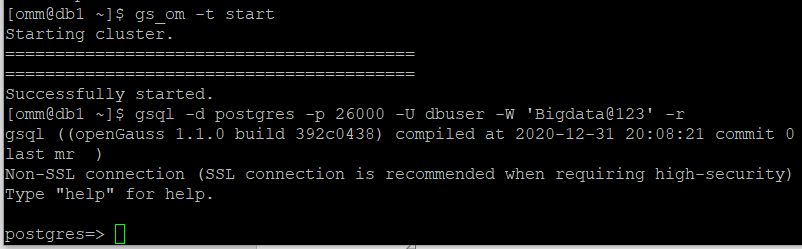 [omm@db1 ~]$ gs_om -t start
Starting cluster.
=========================================
=========================================
Successfully started.
[omm@db1 ~]$ gsql -d postgres -p 26000 -U dbuser -W 'Bigdata@123' -r
gsql ((openGauss 1.1.0 build 392c0438) compiled at 2020-12-31 20:08:21 commit 0
last mr  )
Non-SSL connection (SSL connection is recommended when requiring high-security)
Type "help" for help.
postgres=>